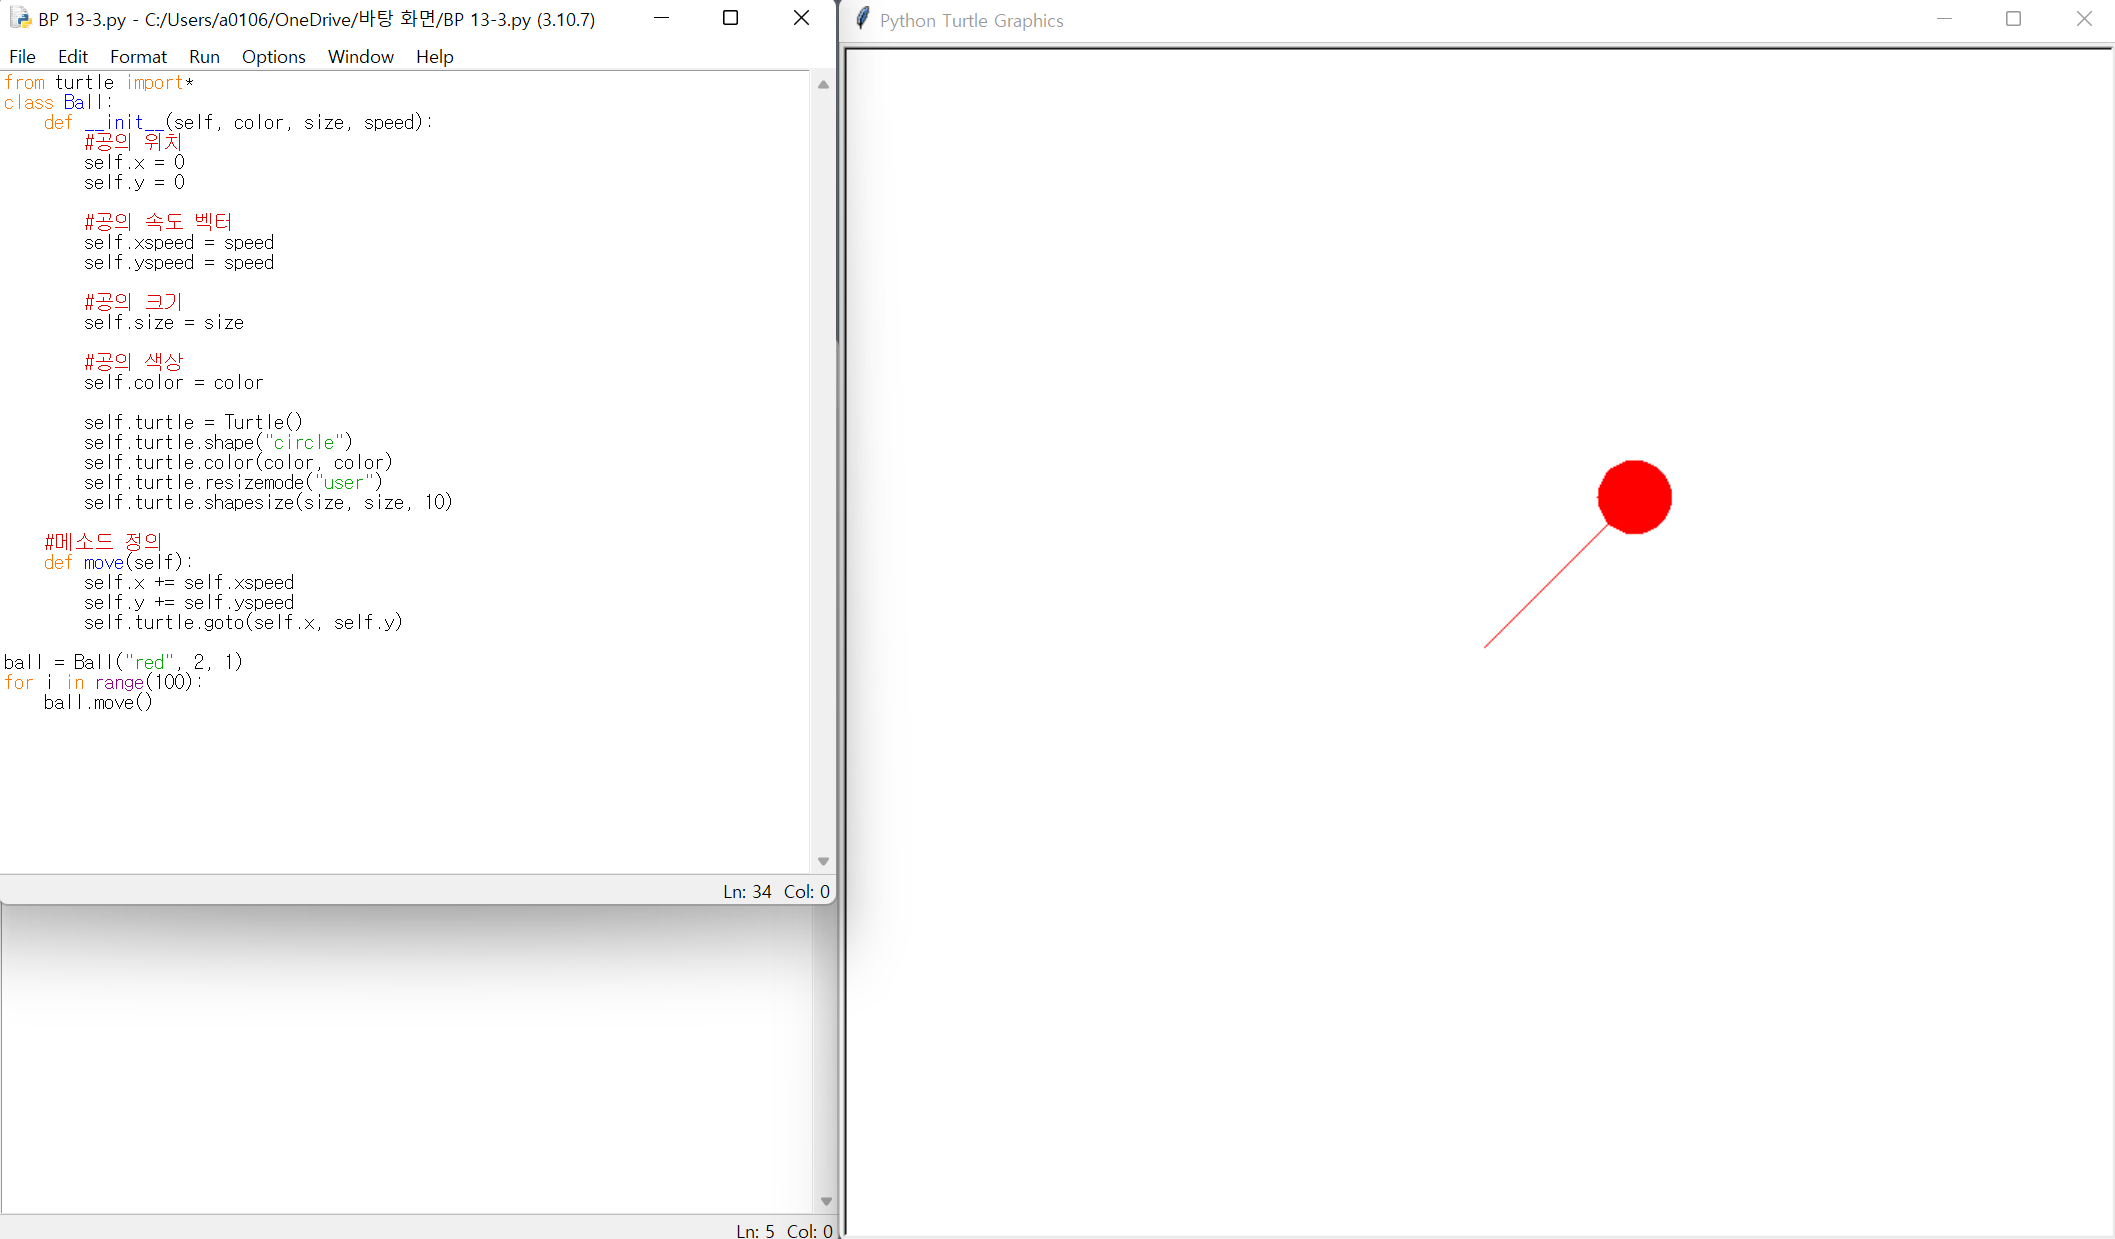 BP 13-3.py - C:/Users/a0106/OneDrive/바탕 화면/BP 13-3.py (3.10.7)
File Edit Format Run Options Window Help
from turtle import*
class Ball:
    def __init__(self, color, size, speed):
        #공의 위치
        self.x = 0
        self.y = 0
        #공의 속도 벡터
        self.xspeed = speed
        self.yspeed = speed
        #공의 크기
        self.size = size
        #공의 색상
        self.color = color
        self.turtle = Turtle()
        self.turtle.shape("circle")
        self.turtle.color(color, color)
        self.turtle.resizemode("user")
        self.turtle.shapesize(size, size, 10)
    #메소드 정의
    def move(self):
        self.x += self.xspeed
        self.y += self.yspeed
        self.turtle.goto(self.x, self.y)
ball = Ball("red", 2, 1)
for i in range(100):
    ball.move()
Ln: 34 Col: 0
Ln: 5 Col: 0
Python Turtle Graphics